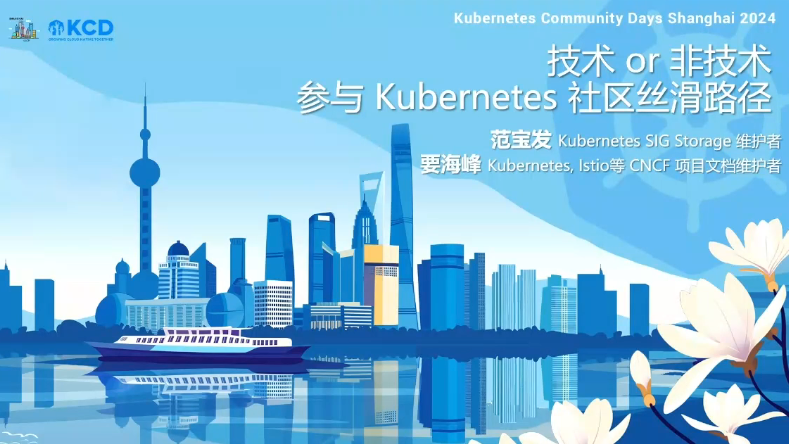 Kubernetes Community Days Shanghai 2024
KCD
技术 or 非技术
参与 Kubernetes 社区丝滑路径
范宝发 Kubernetes SIG Storage 维护者
要海峰 Kubernetes, Istio等 CNCF 项目文档维护者